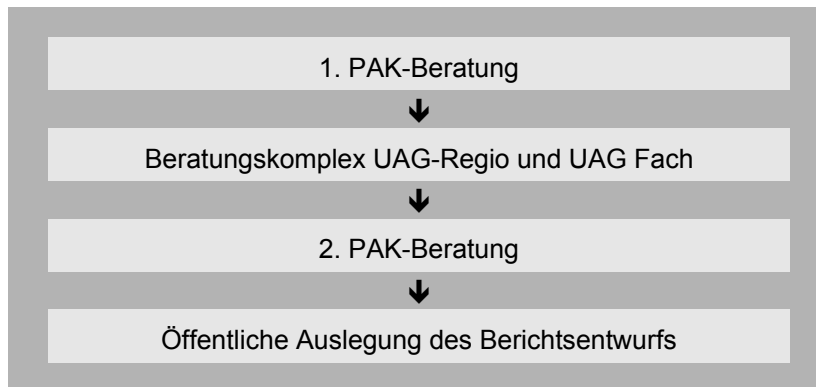 1. PAK-Beratung
Beratungskomplex UAG-Regio und UAG Fach
2. PAK-Beratung
Öffentliche Auslegung des Berichtsentwurfs